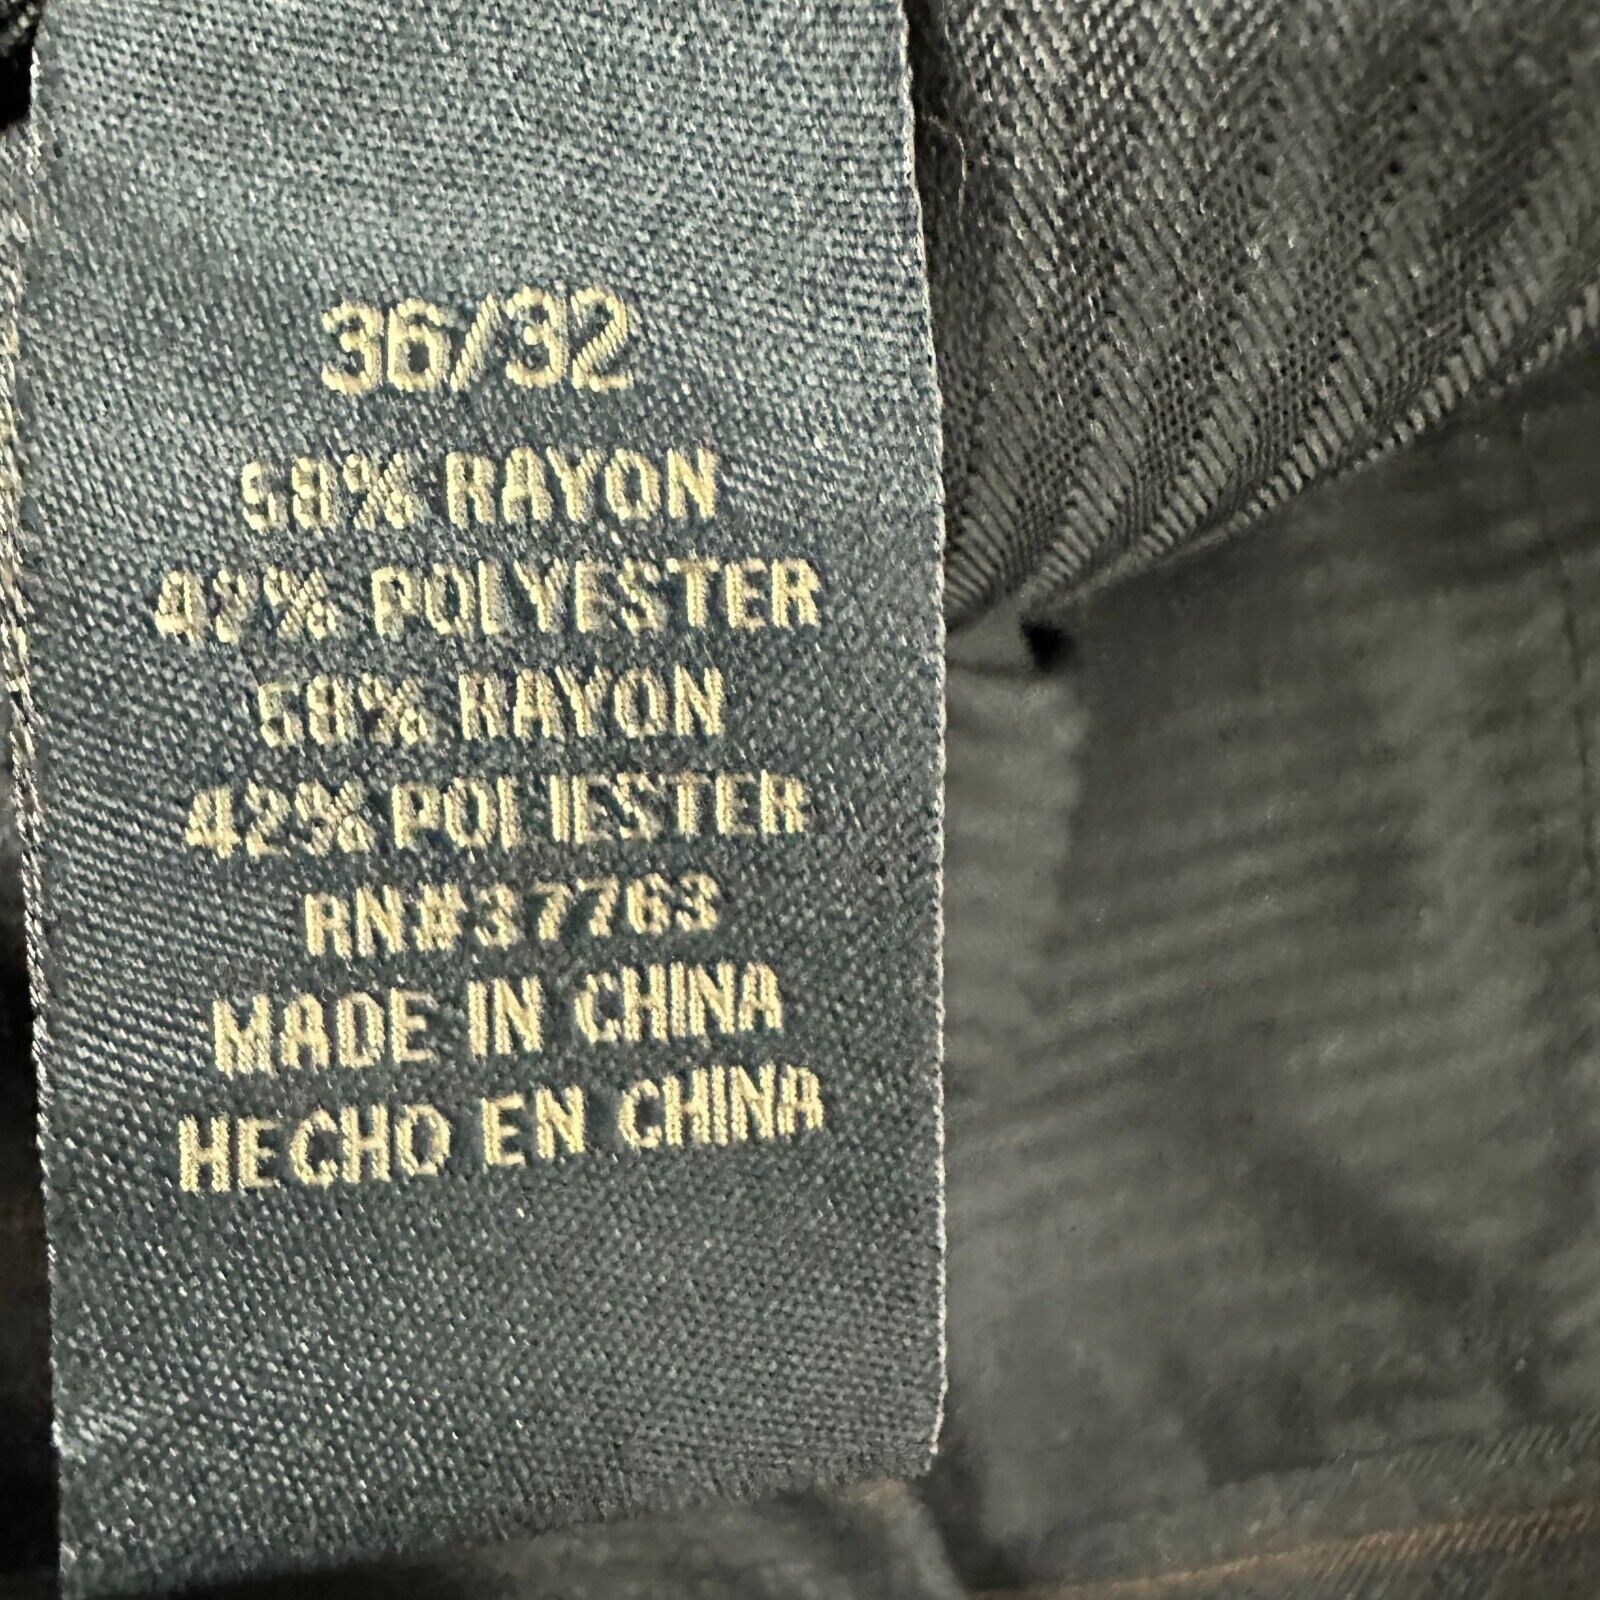 36/32
58% RAYON
42% POLYESTER
58% RAYON
42% POLIESTER
RN#37763
MADE IN CHINA
HECHO EN CHINA